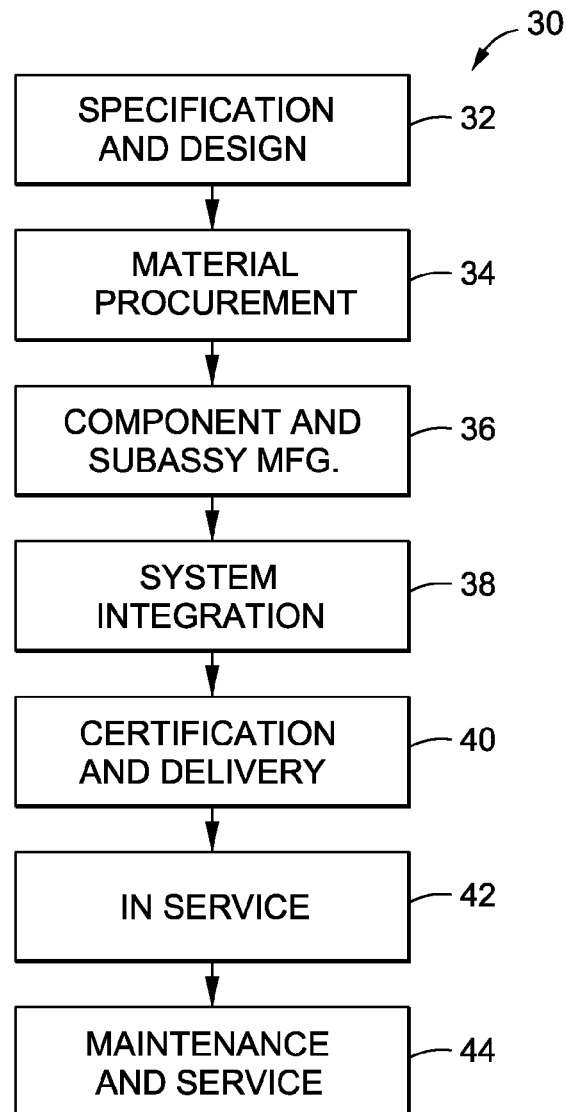 30
SPECIFICATION
AND DESIGN
32
MATERIAL
PROCUREMENT
34
COMPONENT AND
SUBASSY MFG.
36
SYSTEM
INTEGRATION
38
CERTIFICATION
AND DELIVERY
40
IN SERVICE
42
MAINTENANCE
AND SERVICE
44